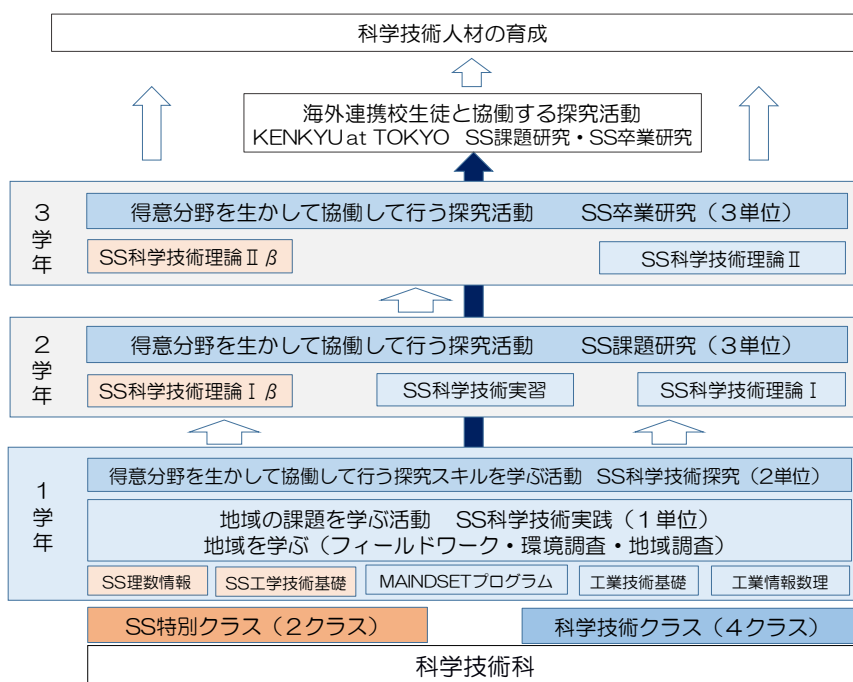 科学技術人材の育成
海外連携校生徒と協働する探究活動
KENKYU at TOKYO SS課題研究・SS卒業研究
3学年
得意分野を生かして協働して行う探究活動 SS卒業研究（3単位）
SS科学技術理論Ⅱβ
SS科学技術理論Ⅱ
2学年
得意分野を生かして協働して行う探究活動 SS課題研究（3単位）
SS科学技術理論Ⅰβ
SS科学技術実習
SS科学技術理論Ⅰ
1学年
得意分野を生かして協働して行う探究スキルを学ぶ活動 SS科学技術探究（2単位）
地域の課題を学ぶ活動 SS科学技術実践（1単位）
地域を学ぶ（フィールドワーク・環境調査・地域調査）
SS理数情報
SS工学技術基礎
MAINDSETプログラム
工業技術基礎
工業情報数理
SS特別クラス（2クラス）
科学技術クラス（4クラス）
科学技術科